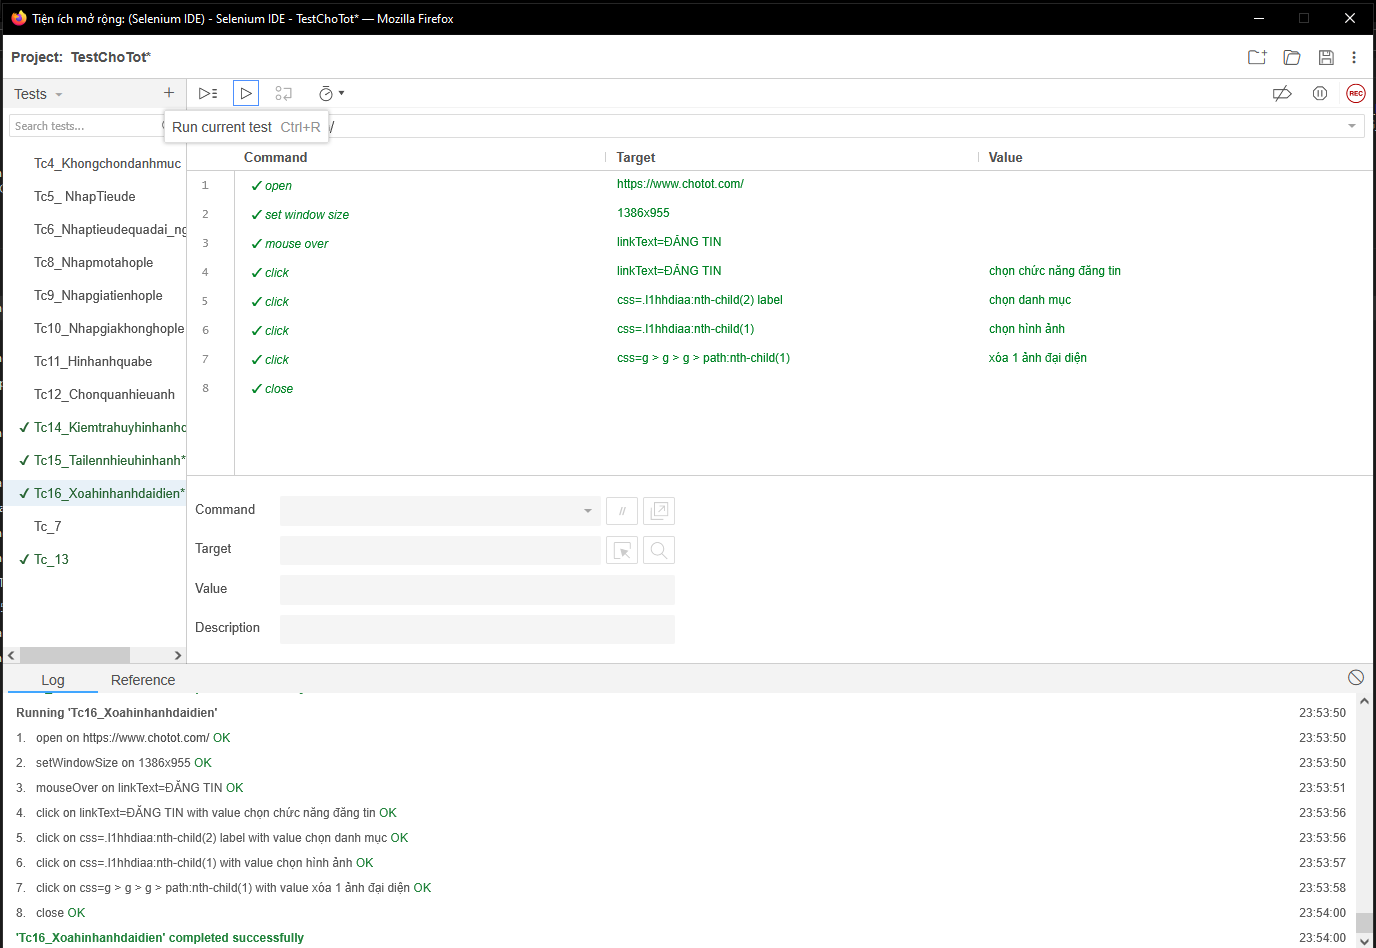 Tiện ích mở rộng: (Selenium IDE) - Selenium IDE - TestChoTot* — Mozilla Firefox
Project: TestChoTot*
REC
Tests
Search tests...
Run current test Ctrl+R
/
Command Target Value
Tc4_Khongchondanhmuc
Tc5_ NhapTieude
Tc6_Nhaptieudequadai_ng
Tc8_Nhapmotahople
Tc9_Nhapgiatienhople
Tc10_Nhapgiakhonghople
Tc11_Hinhanhquabe
Tc12_Chonquanhieuanh
✓ Tc14_Kiemtrahuyhinhanhc
✓ Tc15_Tailennhieuhinhanh*
✓ Tc16_Xoahinhanhdaidien*
Tc_7
✓ Tc_13
1 ✓ open https://www.chotot.com/
2 ✓ set window size 1386x955
3 ✓ mouse over linkText=ĐĂNG TIN
4 ✓ click linkText=ĐĂNG TIN chọn chức năng đăng tin
5 ✓ click css=.l1hhdiaa:nth-child(2) label chọn danh mục
6 ✓ click css=.l1hhdiaa:nth-child(1) chọn hình ảnh
7 ✓ click css=g > g > g > path:nth-child(1) xóa 1 ảnh đại diện
8 ✓ close
Command //
Target
Value
Description
Log Reference
Running 'Tc16_Xoahinhanhdaidien' 23:53:50
1. open on https://www.chotot.com/ OK 23:53:50
2. setWindowSize on 1386x955 OK 23:53:50
3. mouseOver on linkText=ĐĂNG TIN OK 23:53:51
4. click on linkText=ĐĂNG TIN with value chọn chức năng đăng tin OK 23:53:56
5. click on css=.l1hhdiaa:nth-child(2) label with value chọn danh mục OK 23:53:56
6. click on css=.l1hhdiaa:nth-child(1) with value chọn hình ảnh OK 23:53:57
7. click on css=g > g > g > path:nth-child(1) with value xóa 1 ảnh đại diện OK 23:53:58
8. close OK 23:54:00
'Tc16_Xoahinhanhdaidien' completed successfully 23:54:00